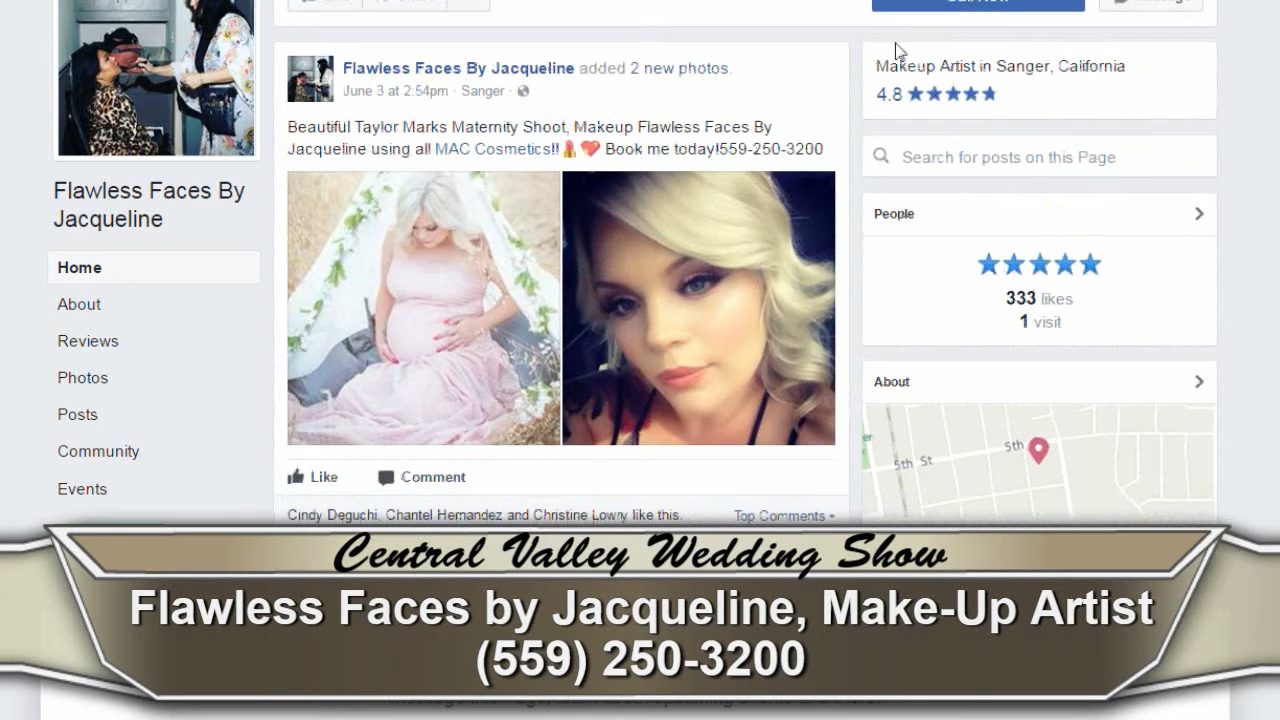 Flawless Faces By Jacqueline added 2 new photos.
June 3 at 2:54pm · Sanger ·
Beautiful Taylor Marks Maternity Shoot, Makeup Flawless Faces By
Jacqueline using all MAC Cosmetics!!💄❤️ Book me today!559-250-3200
Like Comment
Cindy Deguchi, Chantel Hernandez and Christine Lowry like this.
Top Comments
Flawless Faces By
Jacqueline
Home
About
Reviews
Photos
Posts
Community
Events
Makeup Artist in Sanger, California
4.8 ★★★★★
Search for posts on this Page
People
★★★★★
333 likes
1 visit
About
5th St
5th
Central Valley Wedding Show
Flawless Faces by Jacqueline, Make-Up Artist
(559) 250-3200